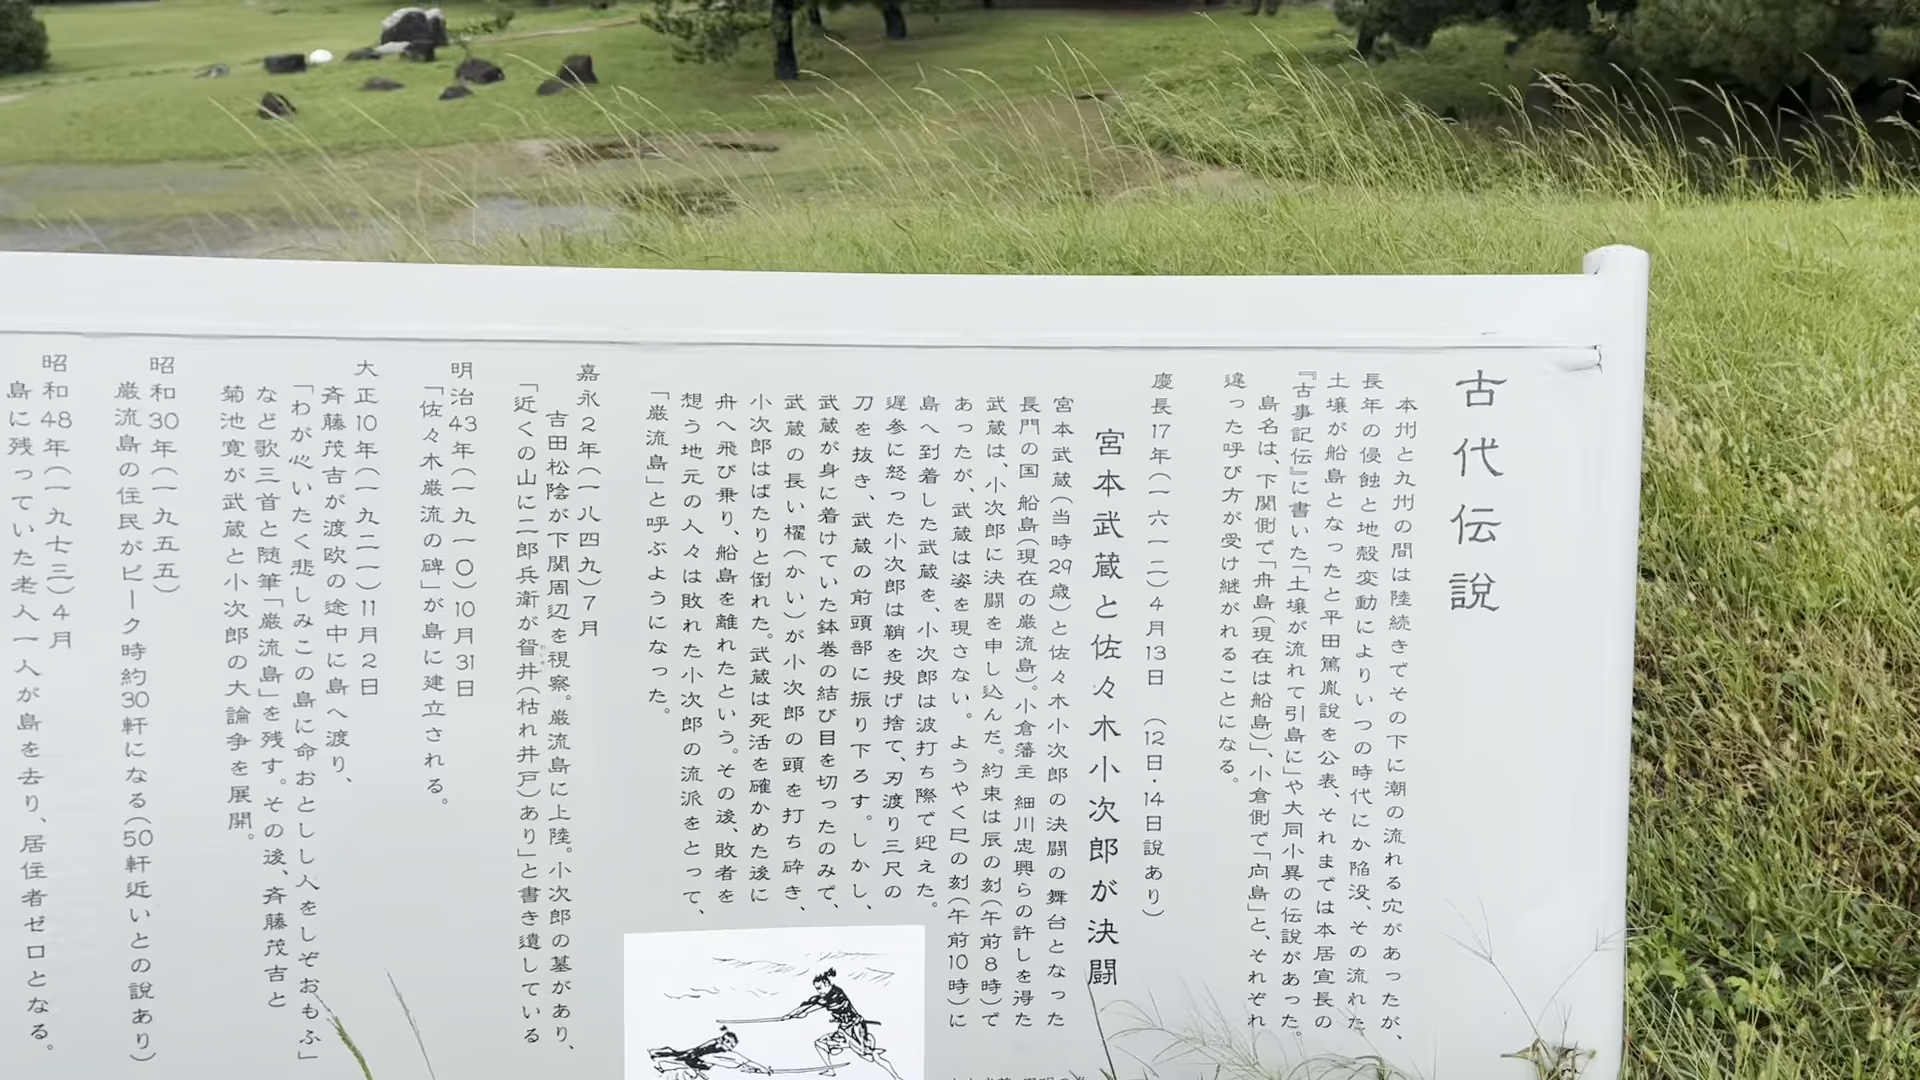 古代伝説
本州と九州の間は陸続きでその下に潮の流れる穴があったが、
長年の侵蝕と地殻変動によりいつの時代にか陥没、その流れた
土壌が船島となったと平田篤胤説を公表、それまでは本居宣長の
『古事記伝』に書いた「土壌が流れて引島に」や大同小異の伝説があった。
島名は、下関側で「舟島(現在は船島)」、小倉側で「向島」と、それぞれ
違った呼び方が受け継がれることになる。
慶長17年(一六一二)4月13日 (12日・14日説あり)
宮本武蔵と佐々木小次郎が決闘
宮本武蔵(当時29歳)と佐々木小次郎の決闘の舞台となった
長門の国 船島(現在の巌流島)。小倉藩主 細川忠興らの許しを得た
武蔵は、小次郎に決闘を申し込んだ。約束は辰の刻(午前8時)で
あったが、武蔵は姿を現さない。ようやく巳の刻(午前10時)に
島へ到着した武蔵を、小次郎は波打ち際で迎えた。
遅参に怒った小次郎は鞘を投げ捨て、刃渡り三尺の
刀を抜き、武蔵の前頭部に振り下ろす。しかし、
武蔵が身に着けていた鉢巻の結び目を切ったのみで、
武蔵の長い櫂(かい)が小次郎の頭を打ち砕き、
小次郎はばたりと倒れた。武蔵は死活を確かめた後に
舟へ飛び乗り、船島を離れたという。その後、敗者を
想う地元の人々は敗れた小次郎の流派をとって、
「巌流島」と呼ぶようになった。
嘉永2年(一八四九)7月
吉田松陰が下関周辺を視察。巌流島に上陸。小次郎の墓があり、
「近くの山に二郎兵衛が眢井(枯れ井戸)あり」と書き遺している
明治43年(一九一〇)10月31日
「佐々木巌流の碑」が島に建立される。
大正10年(一九二一)11月2日
斉藤茂吉が渡欧の途中に島へ渡り、
「わが心いたく悲しみこの島に命おとしし人をしぞおもふ」
など歌三首と随筆「巌流島」を残す。その後、斉藤茂吉と
菊池寛が武蔵と小次郎の大論争を展開。
昭和30年(一九五五)
巌流島の住民がピーク時約30軒になる(50軒近いとの説あり)
昭和48年(一九七三)4月
島に残っていた老人一人が島を去り、居住者ゼロとなる。